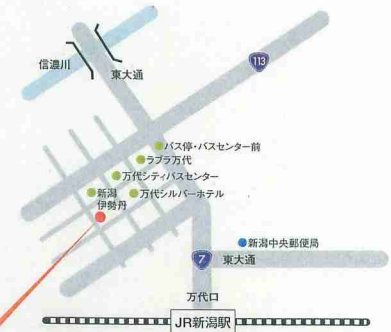 信濃川
東大通
113
バス停・バスセンター前
ラブラ万代
万代シティバスセンター
新潟
伊勢丹
万代シルバーホテル
新潟中央郵便局
7
東大通
万代口
JR新潟駅